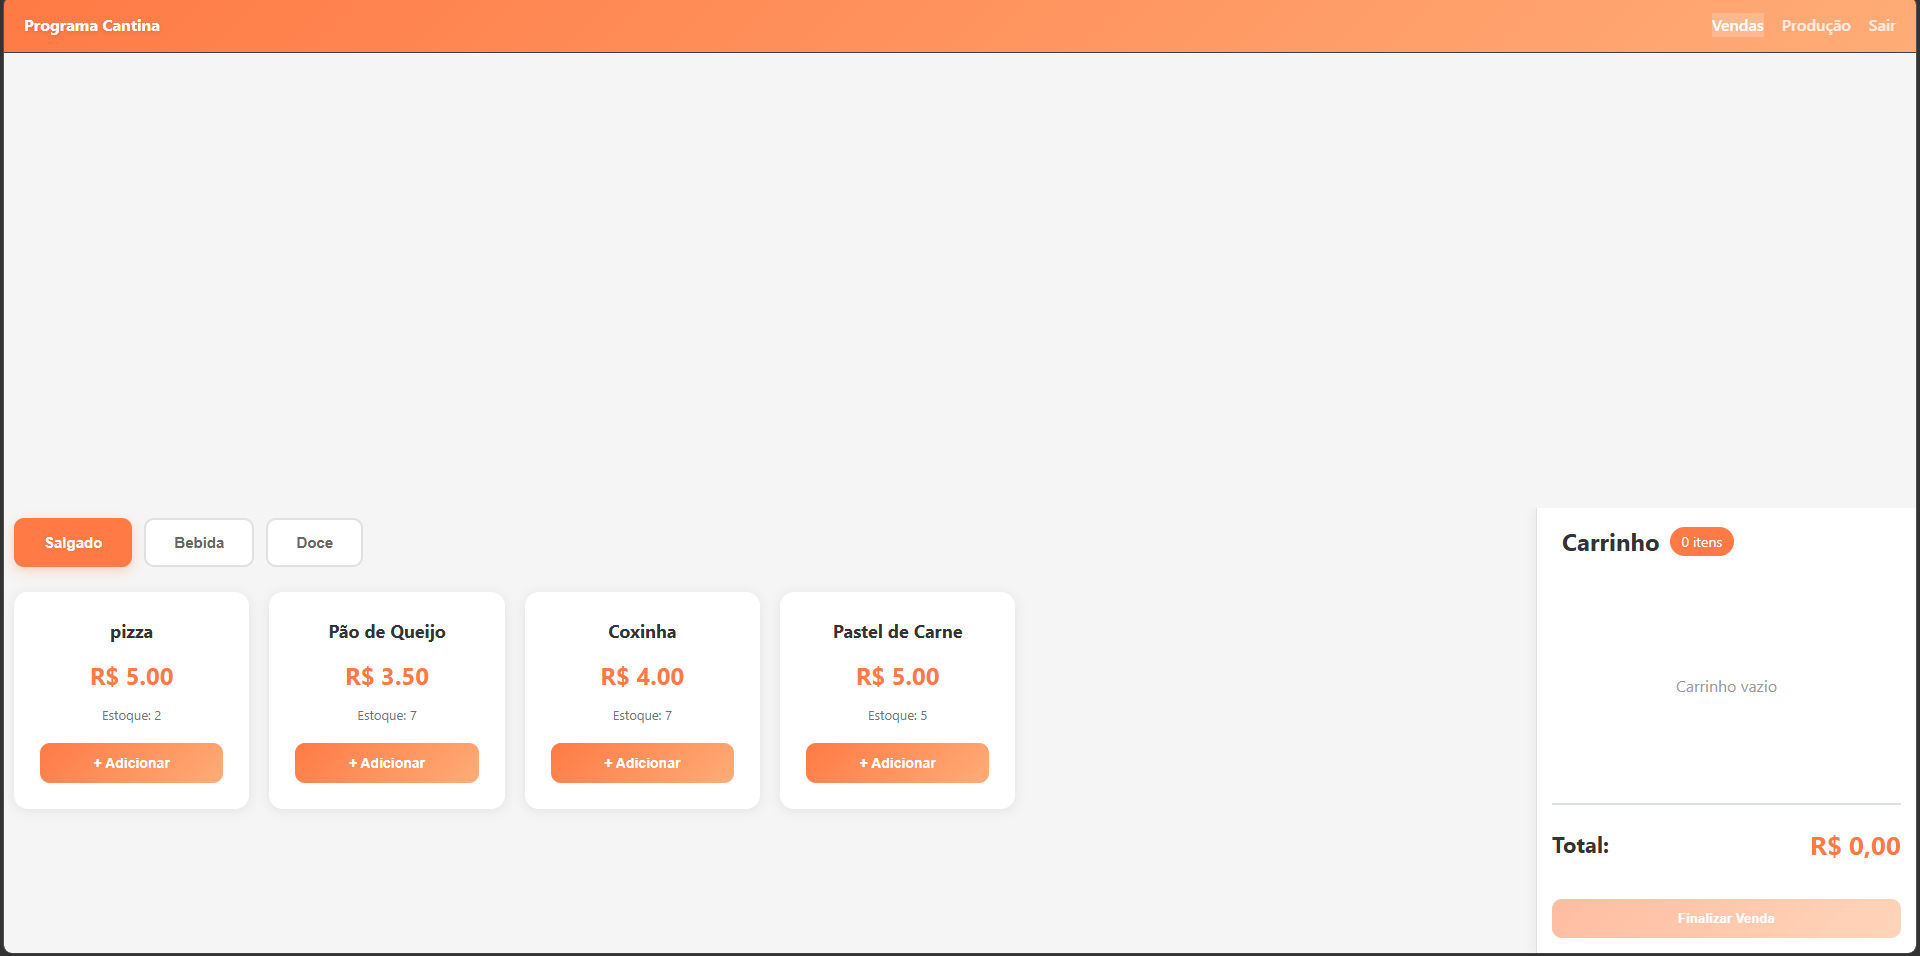 Programa Cantina
Vendas Produção Sair
Salgado Bebida Doce
pizza
R$ 5.00
Estoque: 2
+ Adicionar
Pão de Queijo
R$ 3.50
Estoque: 7
+ Adicionar
Coxinha
R$ 4.00
Estoque: 7
+ Adicionar
Pastel de Carne
R$ 5.00
Estoque: 5
+ Adicionar
Carrinho 0 itens
Carrinho vazio
Total: R$ 0,00
Finalizar Venda